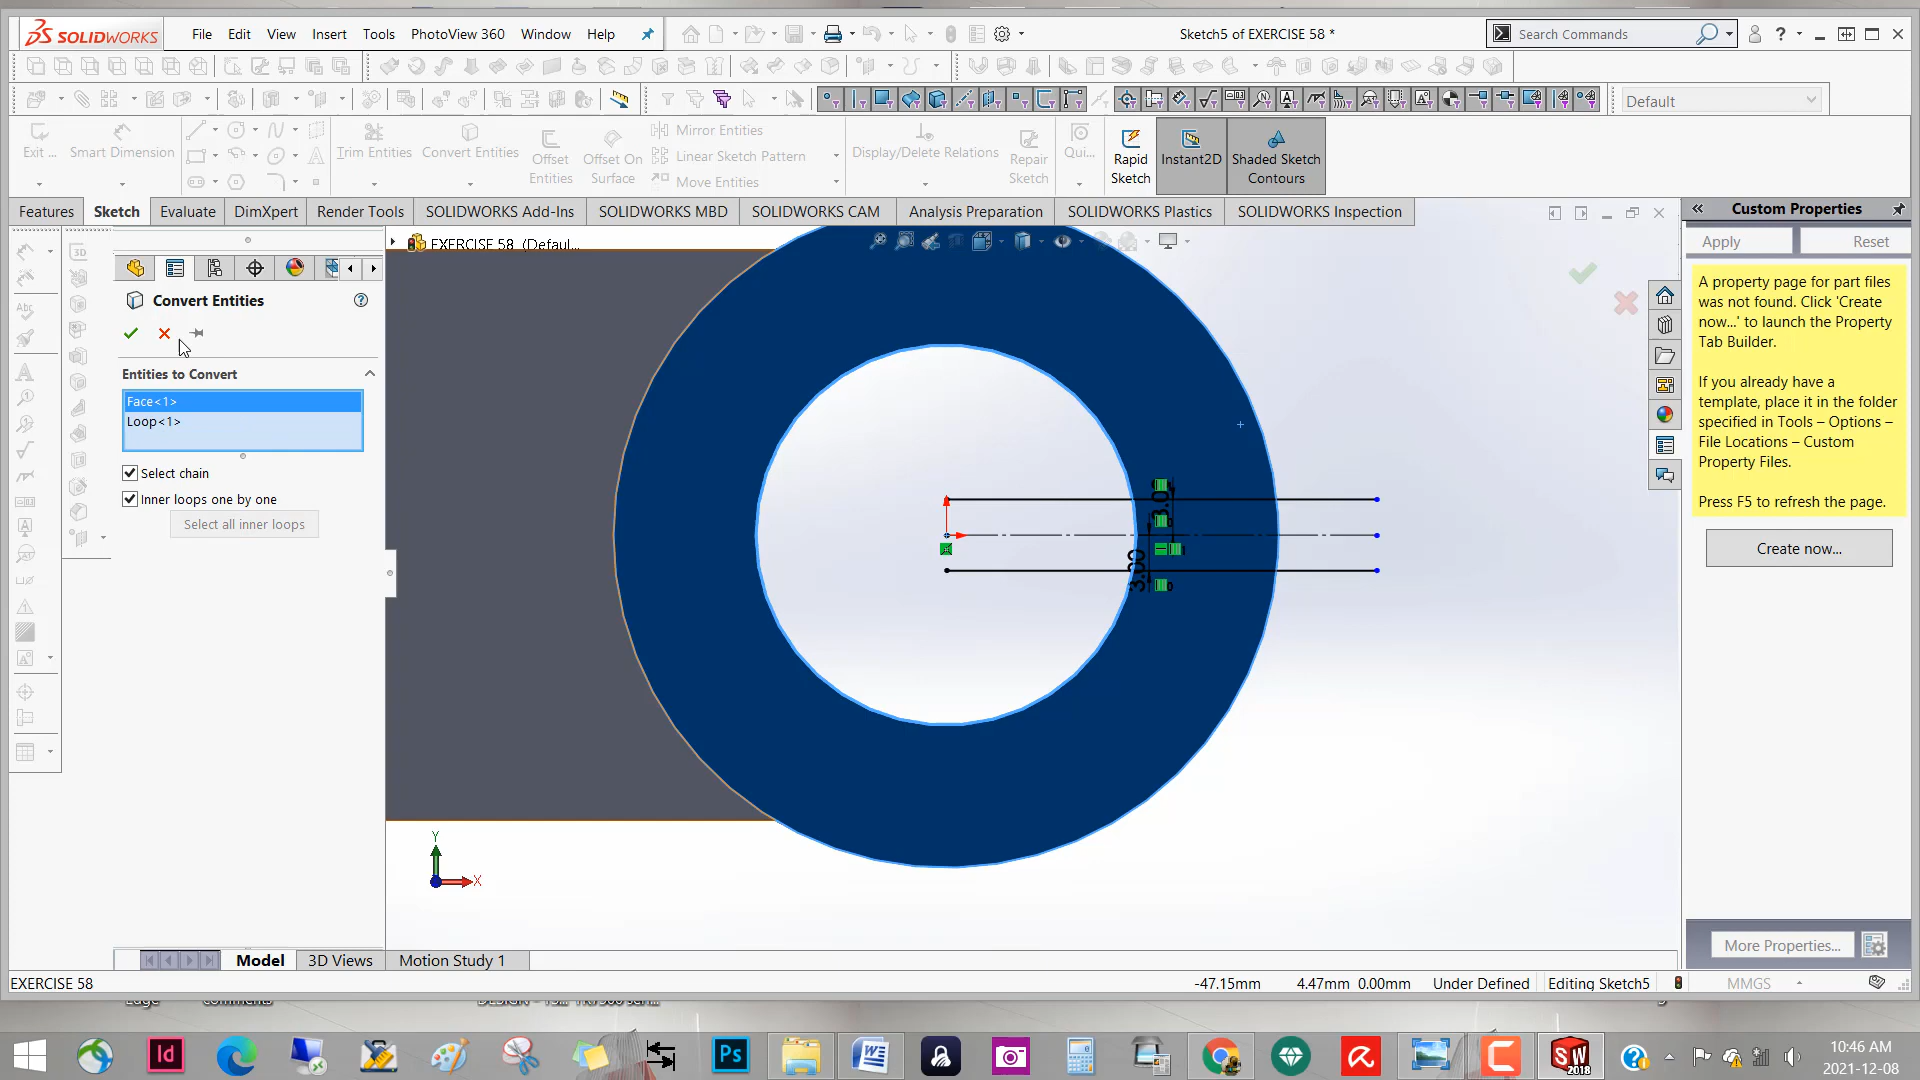 SOLIDWORKS
File Edit View Insert Tools PhotoView 360 Window Help
Sketch5 of EXERCISE 58 *
Search Commands
Default
Exit ... Smart Dimension
Trim Entities Convert Entities
Offset Entities
Offset On Surface
Mirror Entities
Linear Sketch Pattern
Move Entities
Display/Delete Relations
Repair Sketch
Qui...
Rapid Sketch
Instant2D
Shaded Sketch Contours
Features Sketch Evaluate DimXpert Render Tools SOLIDWORKS Add-Ins SOLIDWORKS MBD SOLIDWORKS CAM Analysis Preparation SOLIDWORKS Plastics SOLIDWORKS Inspection
EXERCISE 58 (Defaul...
Convert Entities
Entities to Convert
Face<1>
Loop<1>
Select chain
Inner loops one by one
Select all inner loops
3.00
Y
X
Custom Properties
Apply Reset
A property page for part files
was not found. Click 'Create
now...' to launch the Property
Tab Builder.
If you already have a
template, place it in the folder
specified in Tools – Options –
File Locations – Custom
Property Files.
Press F5 to refresh the page.
Create now...
More Properties...
Model 3D Views Motion Study 1
EXERCISE 58
-47.15mm 4.47mm 0.00mm Under Defined Editing Sketch5 MMGS
Id
Ps
W
SW
2018
10:46 AM
2021-12-08